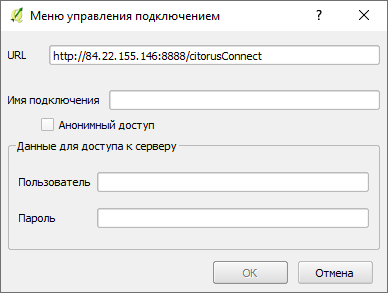 Меню управления подключением
URL http://84.22.155.146:8888/citorusConnect
Имя подключения
Анонимный доступ
Данные для доступа к серверу
Пользователь
Пароль
OK Отмена